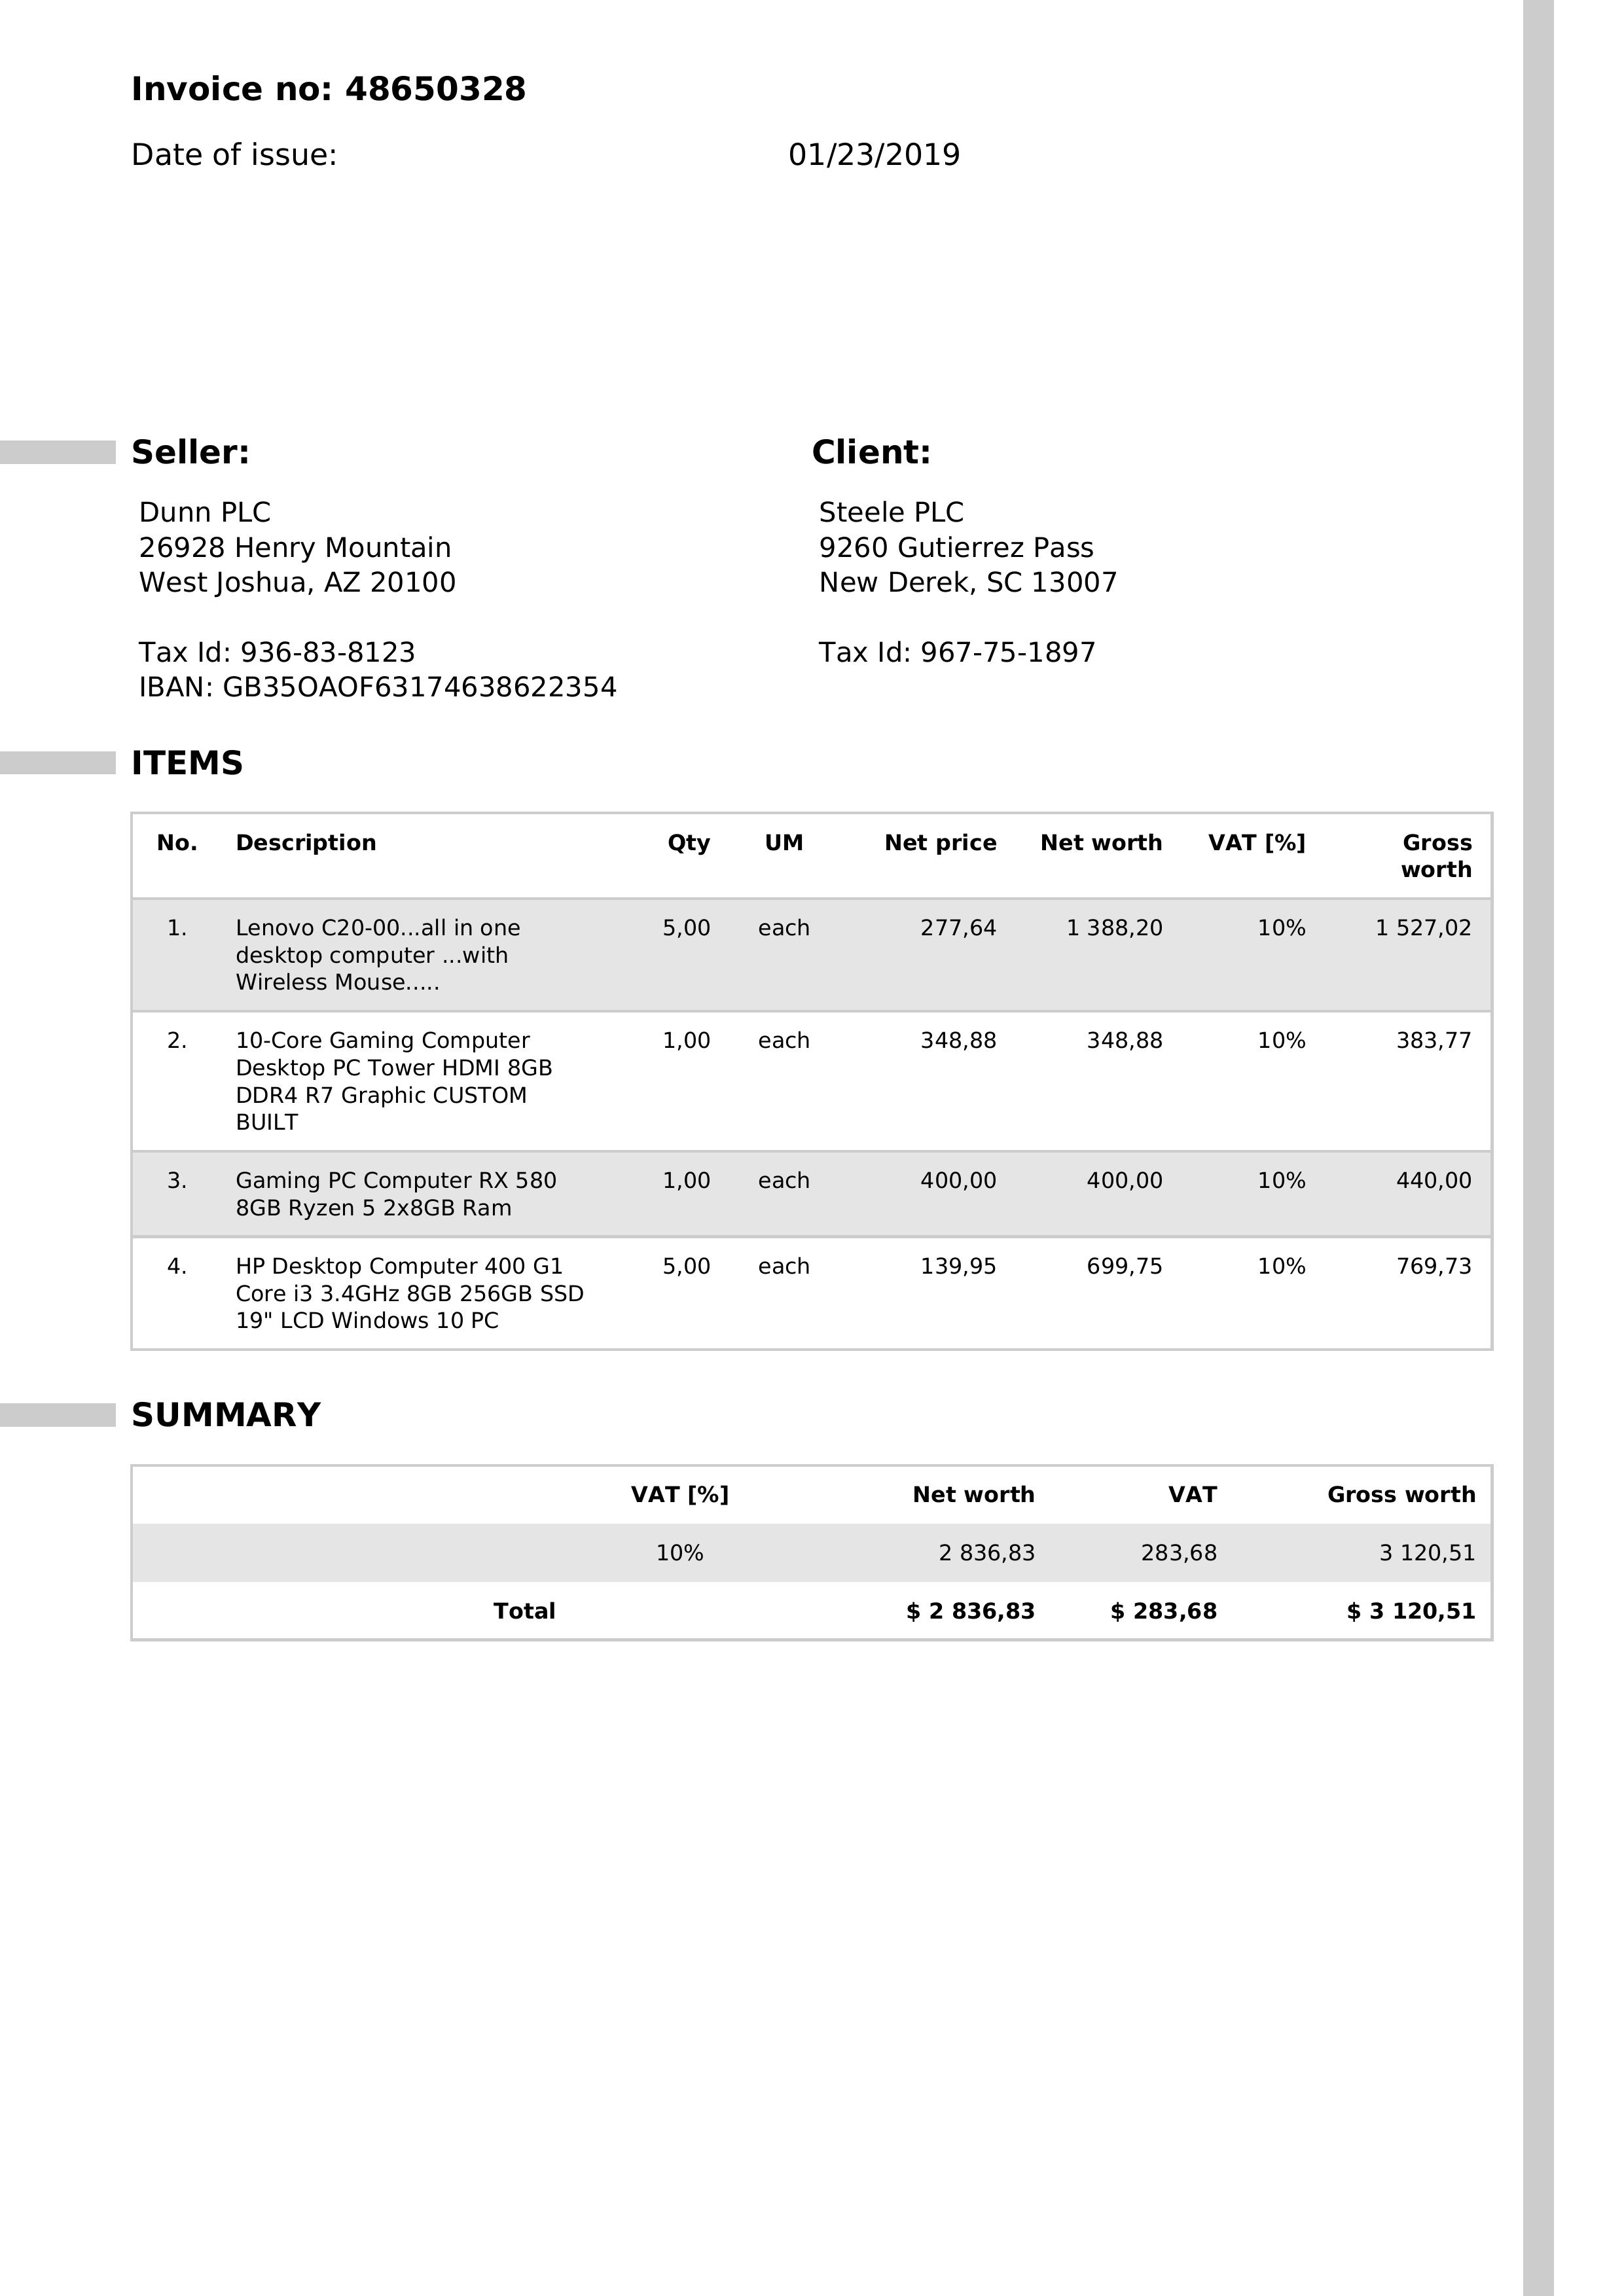 Invoice no: 48650328
Date of issue: 01/23/2019
Seller: Client:
Dunn PLC Steele PLC
26928 Henry Mountain 9260 Gutierrez Pass
West Joshua, AZ 20100 New Derek, SC 13007
Tax Id: 936-83-8123 Tax Id: 967-75-1897
IBAN: GB35OAOF63174638622354
ITEMS
No. Description Qty UM Net price Net worth VAT [%] Gross
worth
1. Lenovo C20-00...all in one 5,00 each 277,64 1 388,20 10% 1 527,02
desktop computer ...with
Wireless Mouse.....
2. 10-Core Gaming Computer 1,00 each 348,88 348,88 10% 383,77
Desktop PC Tower HDMI 8GB
DDR4 R7 Graphic CUSTOM
BUILT
3. Gaming PC Computer RX 580 1,00 each 400,00 400,00 10% 440,00
8GB Ryzen 5 2x8GB Ram
4. HP Desktop Computer 400 G1 5,00 each 139,95 699,75 10% 769,73
Core i3 3.4GHz 8GB 256GB SSD
19" LCD Windows 10 PC
SUMMARY
VAT [%] Net worth VAT Gross worth
10% 2 836,83 283,68 3 120,51
Total $ 2 836,83 $ 283,68 $ 3 120,51